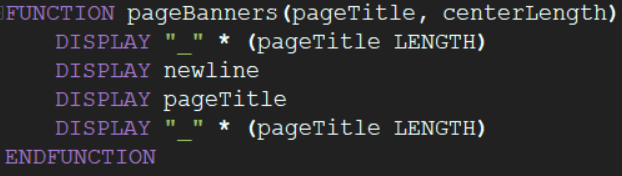 FUNCTION pageBanners(pageTitle, centerLength)
    DISPLAY "_" * (pageTitle LENGTH)
    DISPLAY newline
    DISPLAY pageTitle
    DISPLAY "_" * (pageTitle LENGTH)
ENDFUNCTION